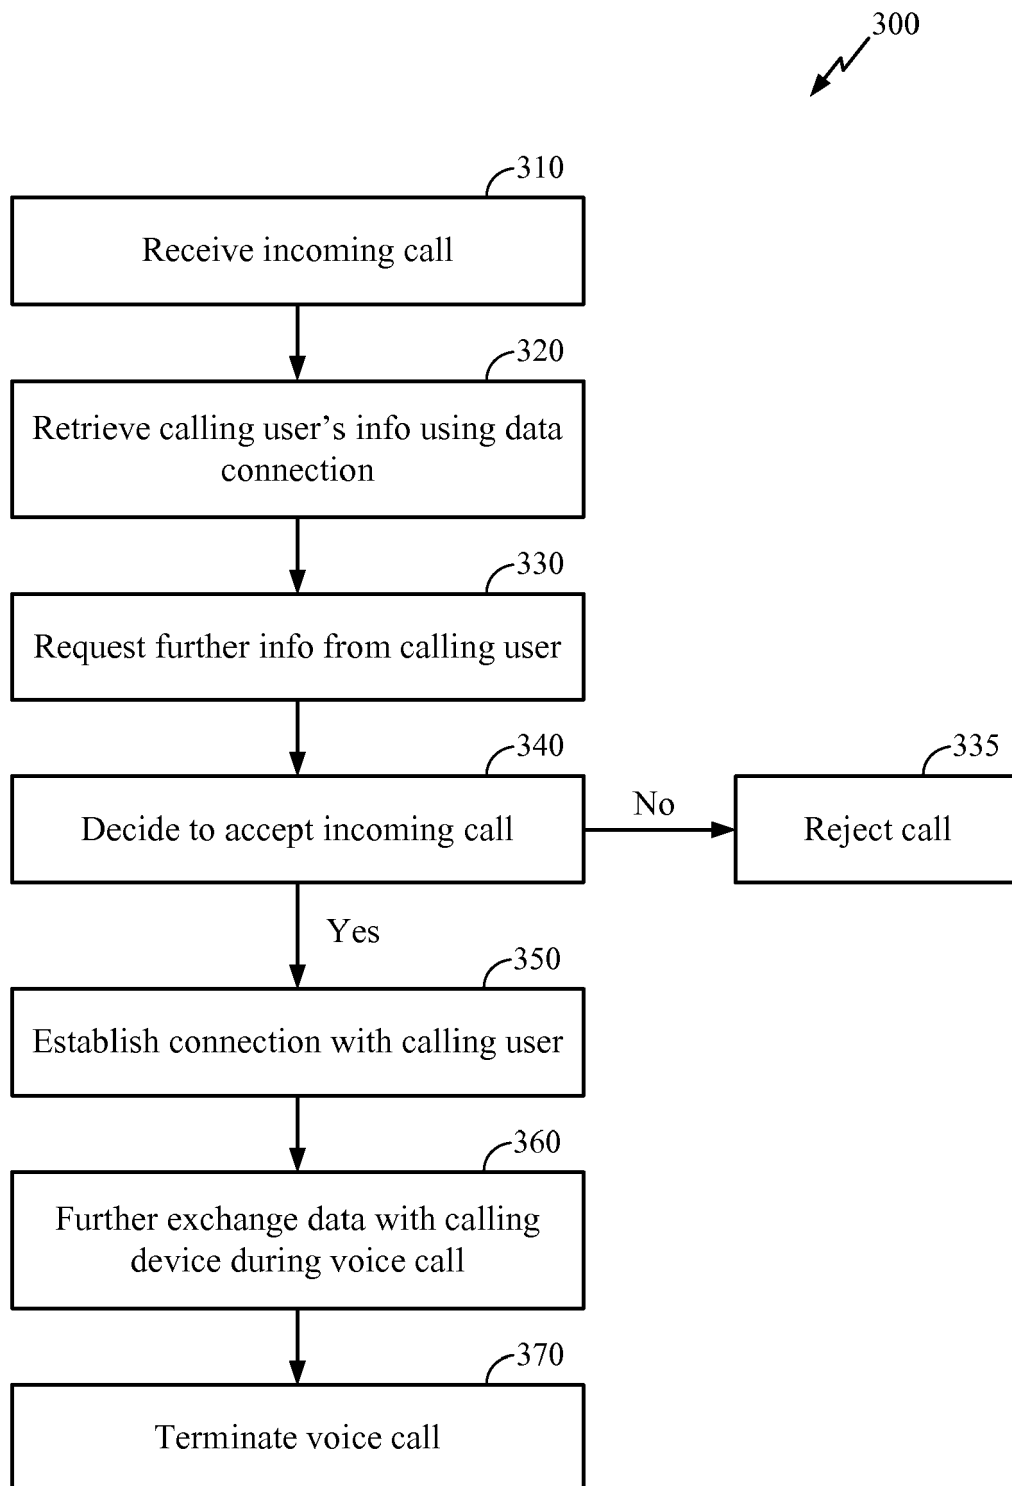 300
310
Receive incoming call
320
Retrieve calling user’s info using data
connection
330
Request further info from calling user
340
Decide to accept incoming call
No
335
Reject call
Yes
350
Establish connection with calling user
360
Further exchange data with calling
device during voice call
370
Terminate voice call